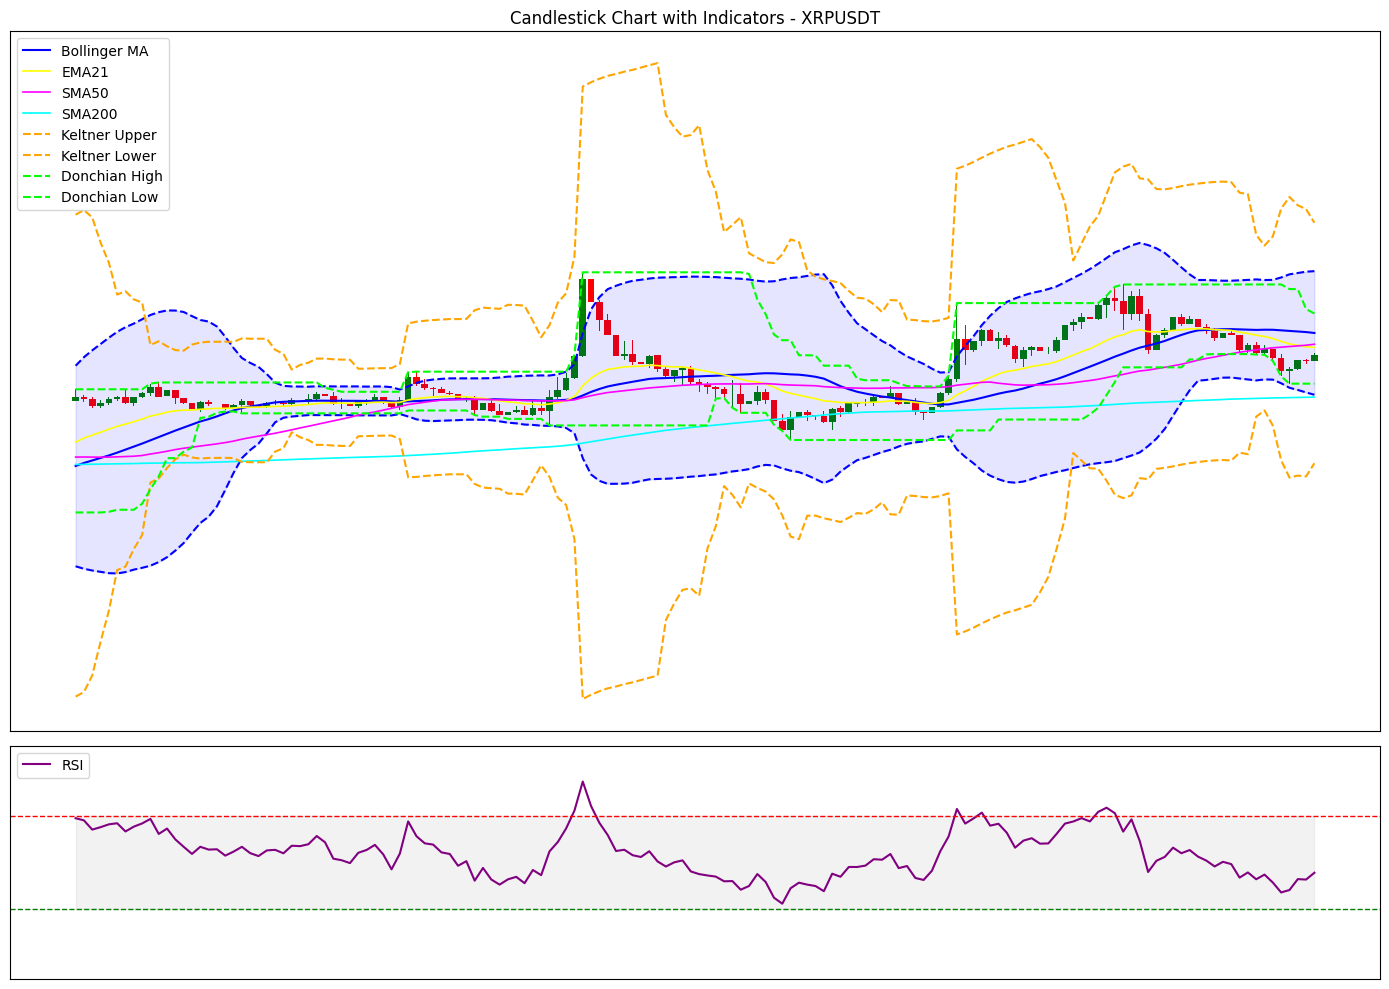 Candlestick Chart with Indicators - XRPUSDT
Bollinger MA
EMA21
SMA50
SMA200
Keltner Upper
Keltner Lower
Donchian High
Donchian Low
RSI